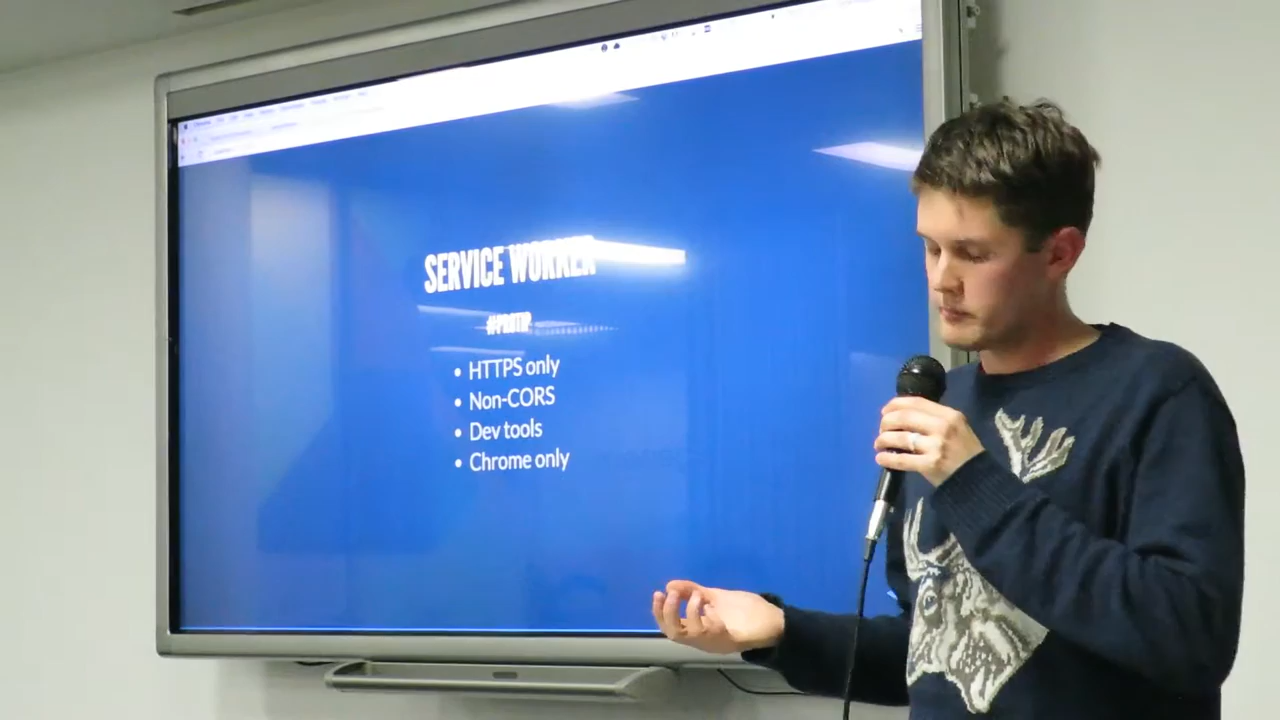 SERVICE WORKER
#PROTIP
• HTTPS only
• Non-CORS
• Dev tools
• Chrome only